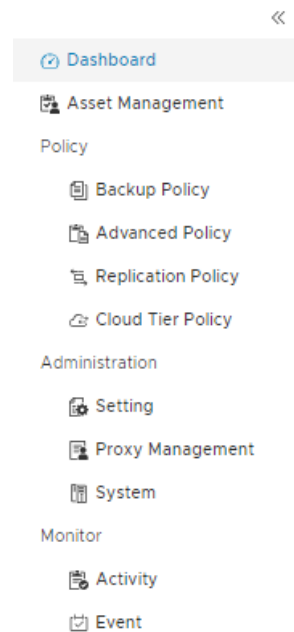 Dashboard
Asset Management
Policy
Backup Policy
Advanced Policy
Replication Policy
Cloud Tier Policy
Administration
Setting
Proxy Management
System
Monitor
Activity
Event